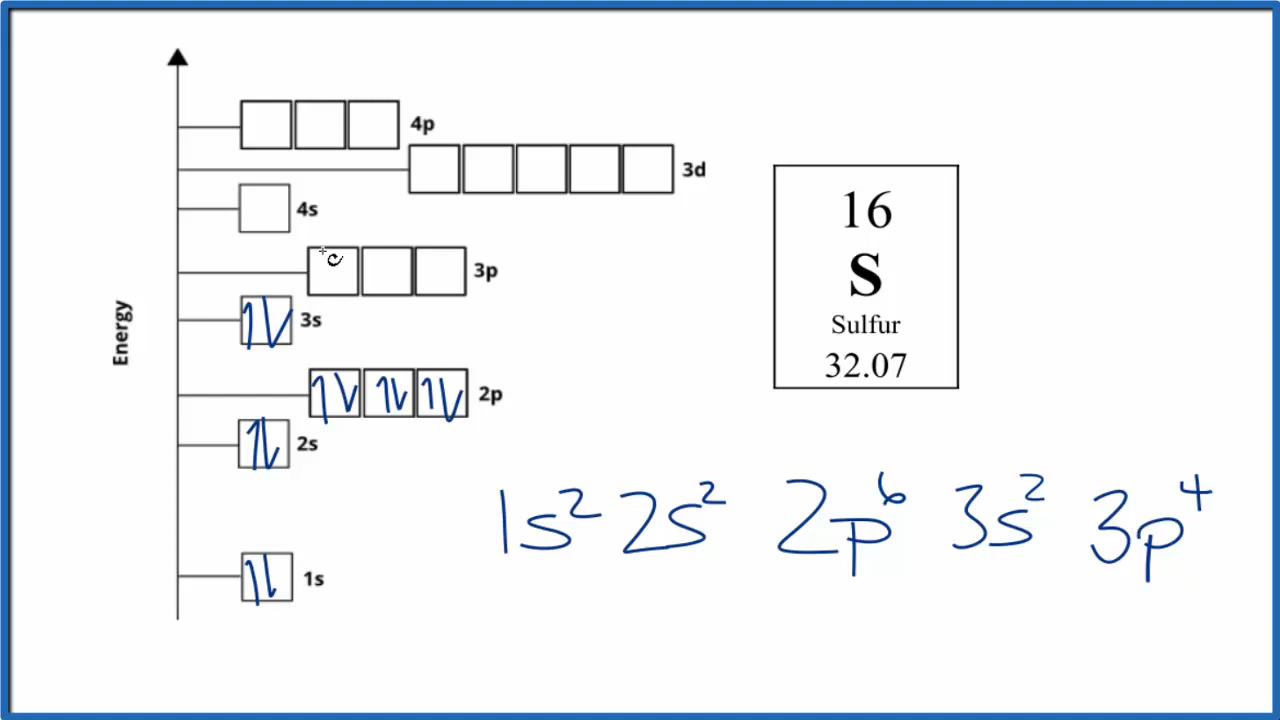 4p
3d
4s
3p
3s
2p
2s
1s
Energy
16
S
Sulfur
32.07
1s² 2s² 2p⁶ 3s² 3p⁴